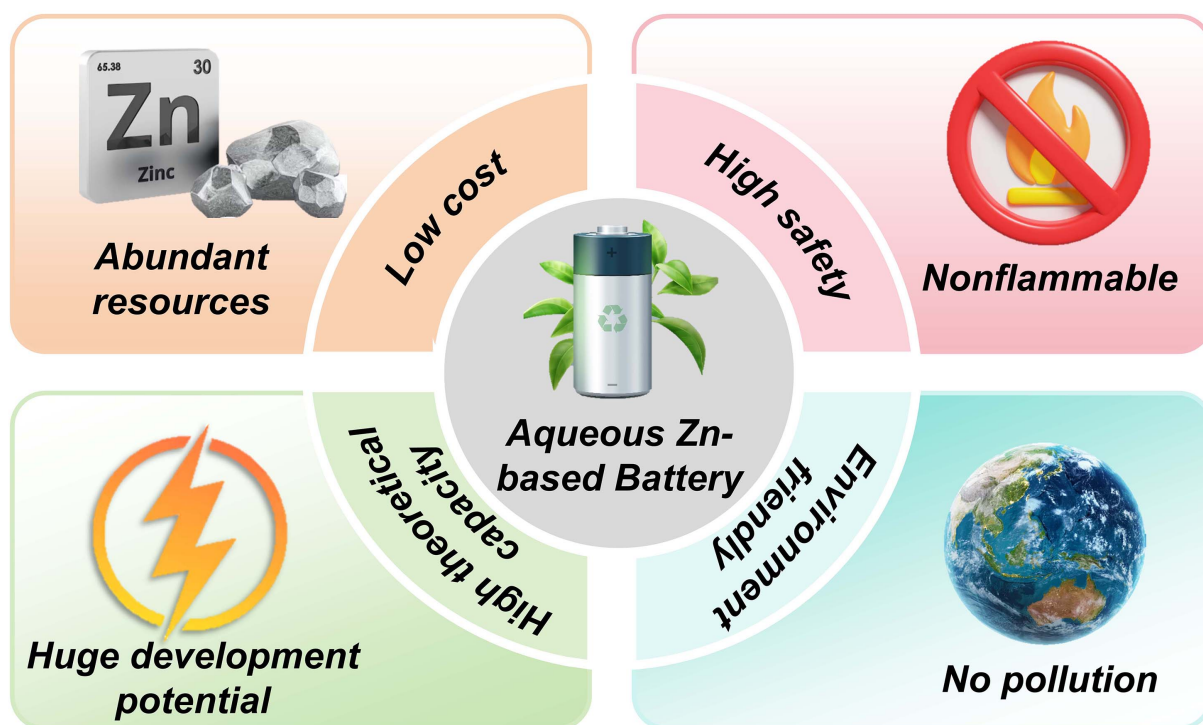 65.38
30
Zn
Zinc
Abundant
resources
Low cost
High safety
Nonflammable
+
−
Aqueous Zn-
based Battery
High theoretical
capacity
Huge development
potential
Environment
friendly
No pollution